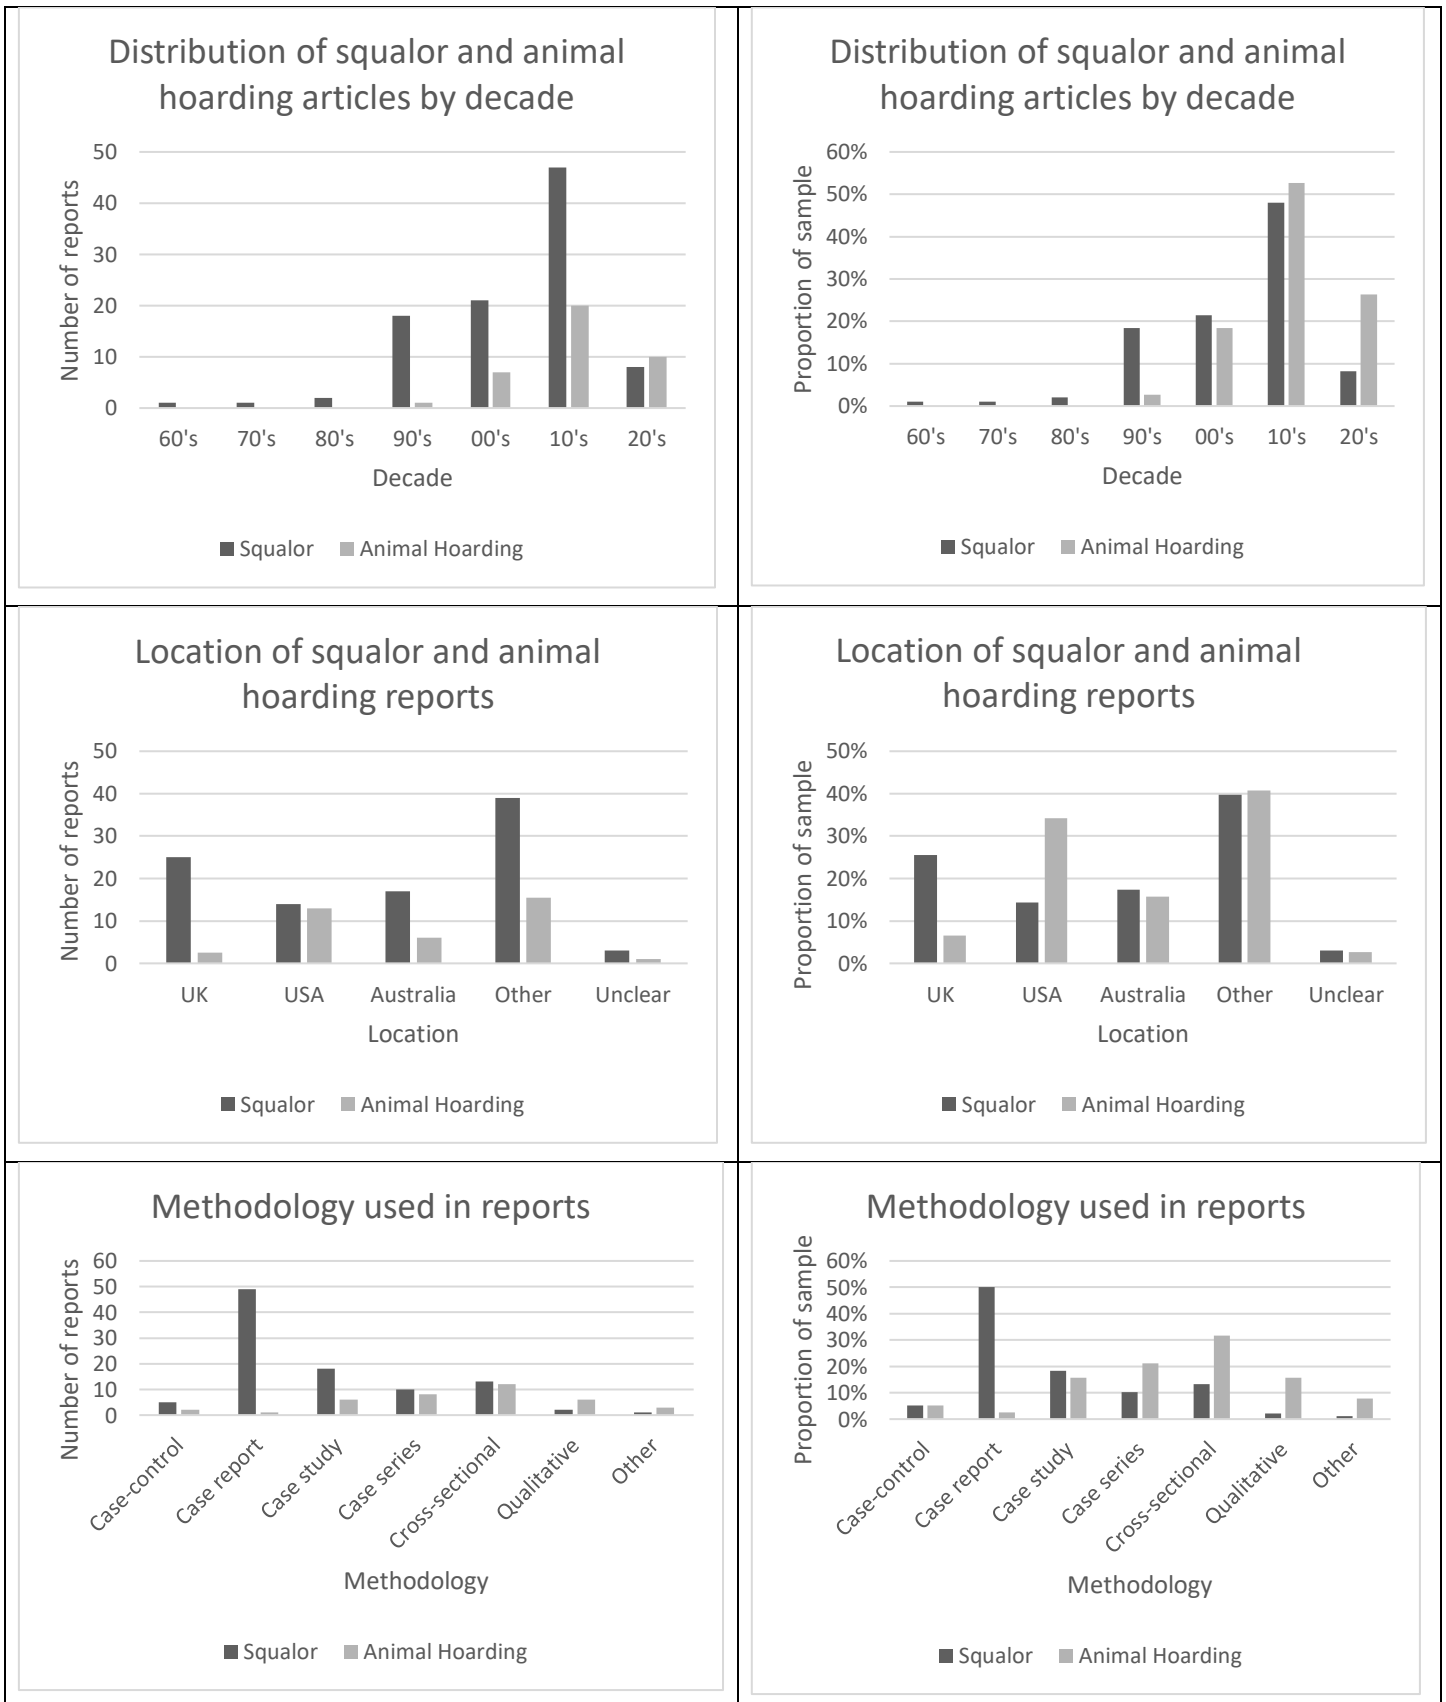 Distribution of squalor and animal
hoarding articles by decade
Number of reports
50
40
30
20
10
0
60's 70's 80's 90's 00's 10's 20's
Decade
Squalor Animal Hoarding
Distribution of squalor and animal
hoarding articles by decade
Proportion of sample
60%
50%
40%
30%
20%
10%
0%
60's 70's 80's 90's 00's 10's 20's
Decade
Squalor Animal Hoarding
Location of squalor and animal
hoarding reports
Number of reports
50
40
30
20
10
0
UK USA Australia Other Unclear
Location
Squalor Animal Hoarding
Location of squalor and animal
hoarding reports
Proportion of sample
50%
40%
30%
20%
10%
0%
UK USA Australia Other Unclear
Location
Squalor Animal Hoarding
Methodology used in reports
Number of reports
60
50
40
30
20
10
0
Case-control Case report Case study Case series Cross-sectional Qualitative Other
Methodology
Squalor Animal Hoarding
Methodology used in reports
Proportion of sample
60%
50%
40%
30%
20%
10%
0%
Case-control Case report Case study Case series Cross-sectional Qualitative Other
Methodology
Squalor Animal Hoarding